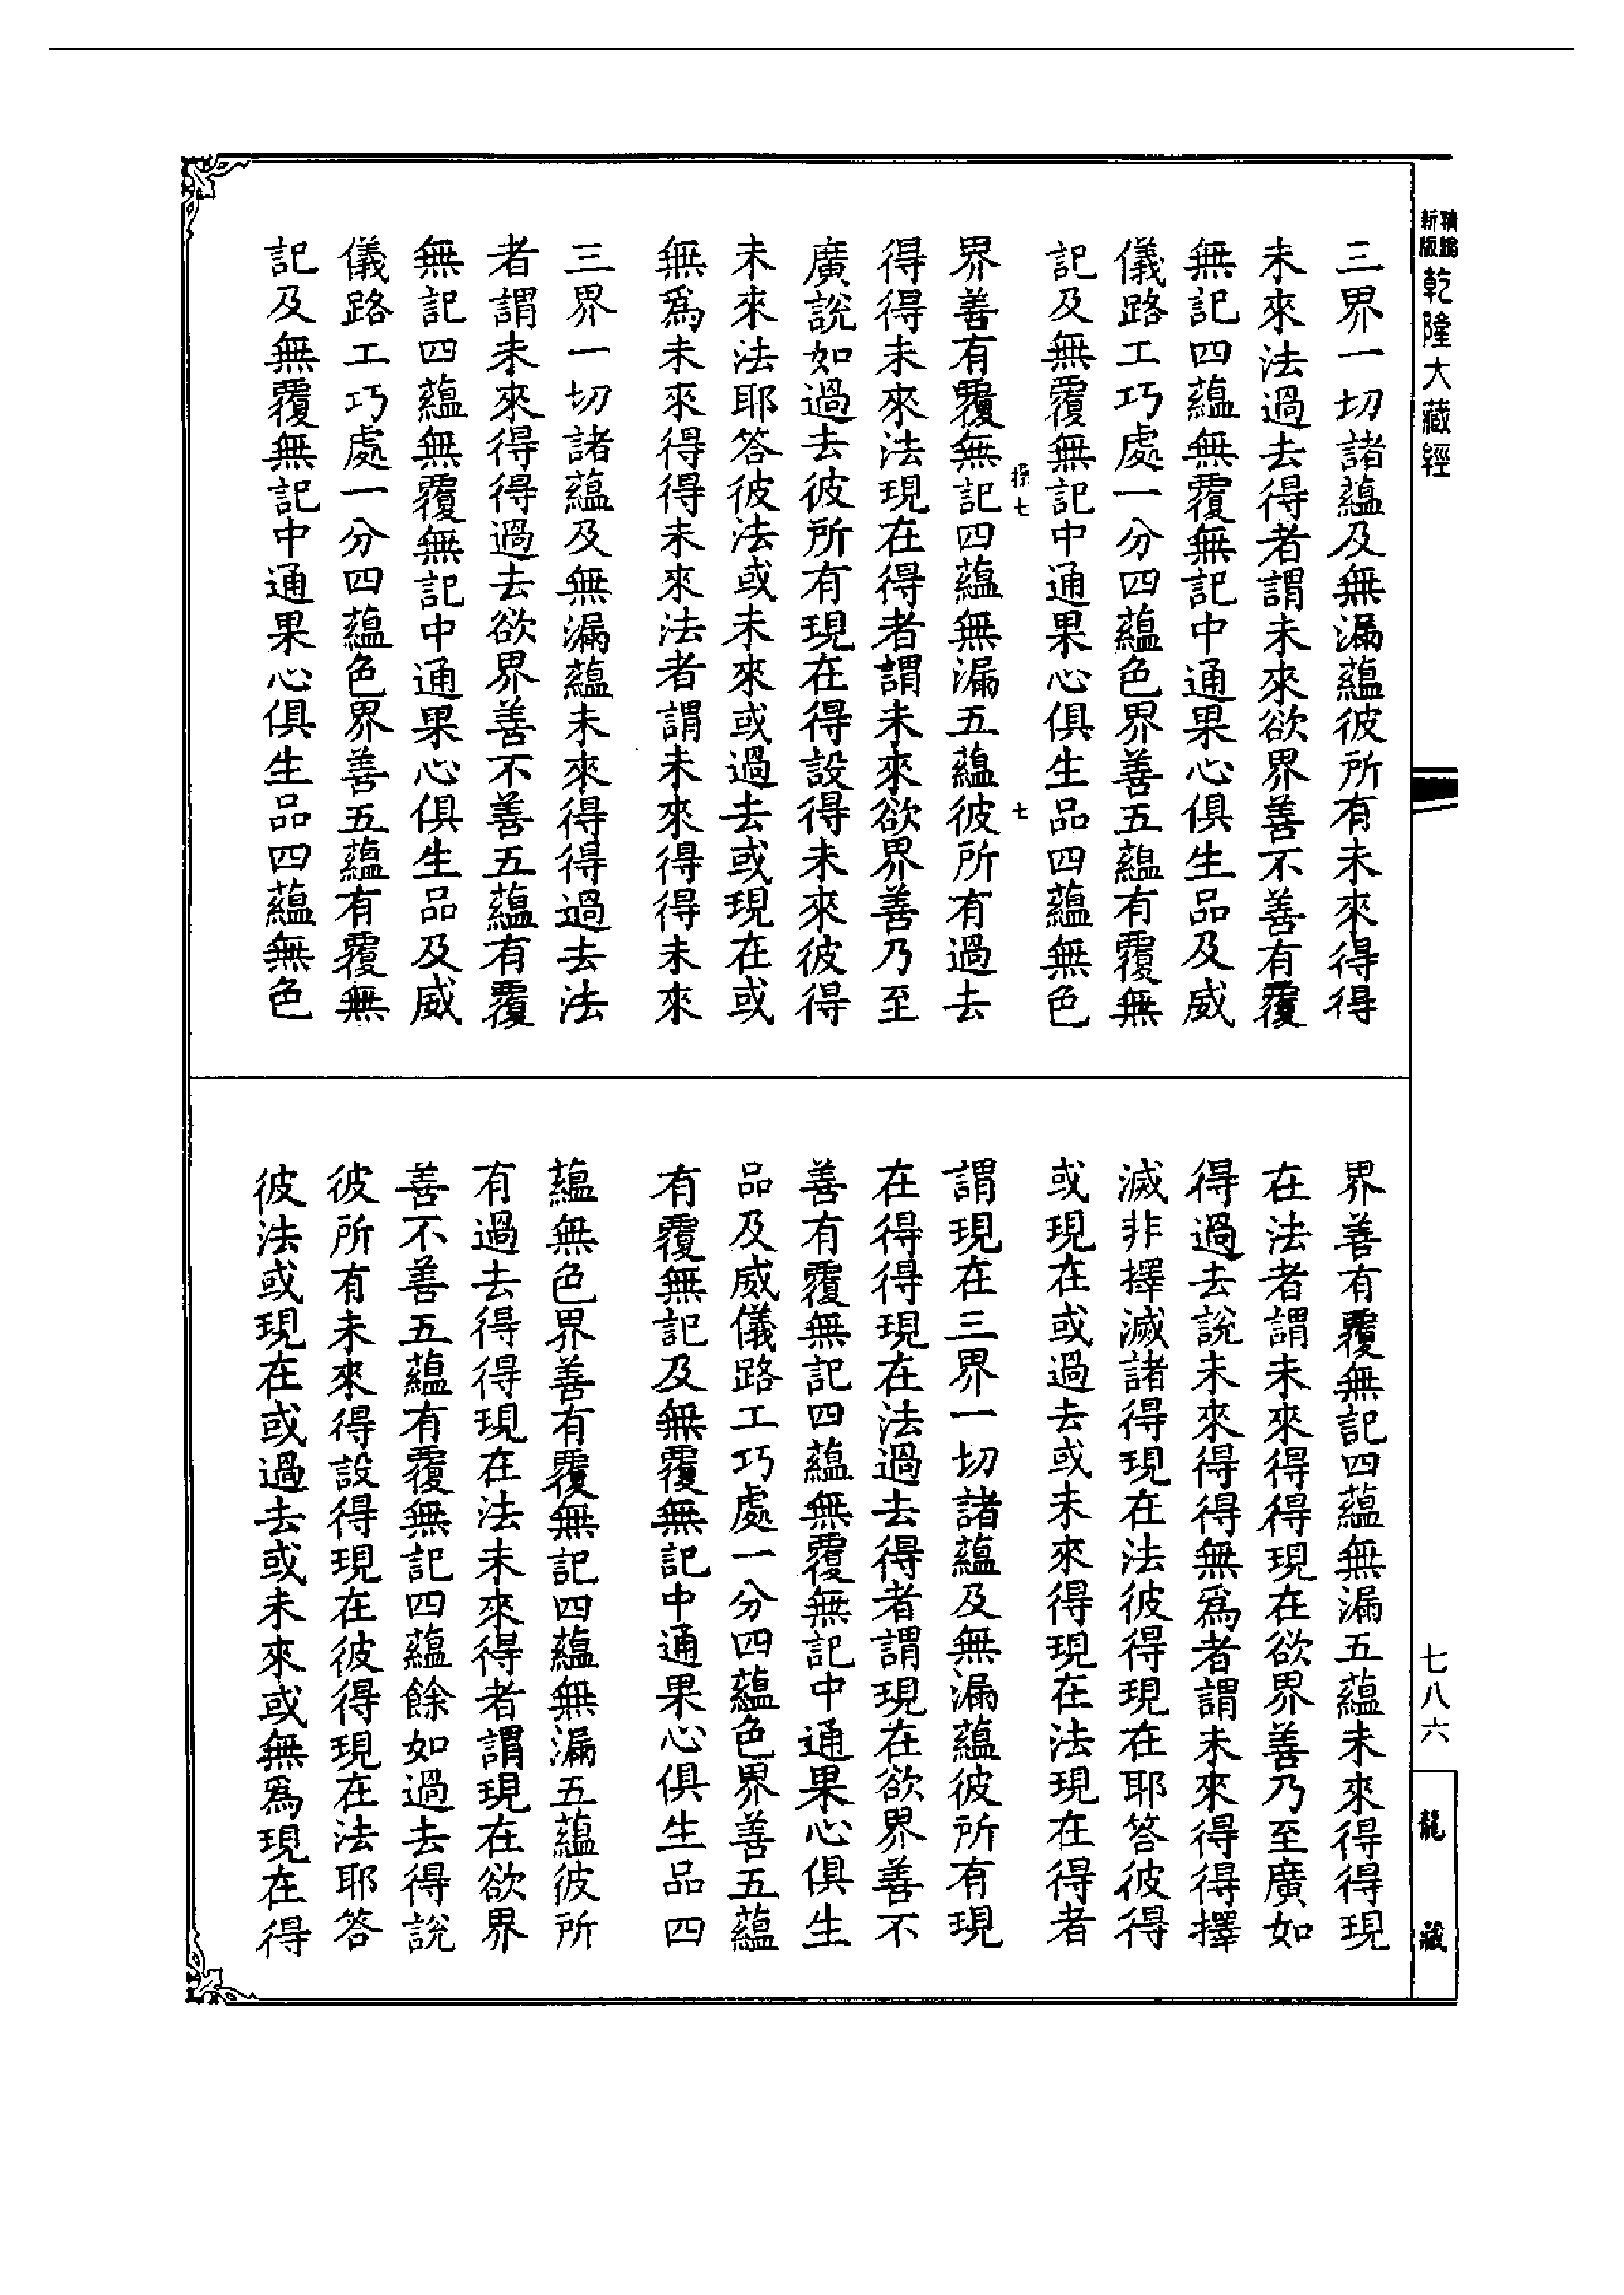 精編
新版
乾隆大藏經
三界一切諸蘊及無漏蘊彼所有未來得得
未來法過去得者謂未來欲界善不善有覆
無記四蘊無覆無記中通果心俱生品及威
儀路工巧處一分四蘊色界善五蘊有覆無
記及無覆無記中通果心俱生品四蘊無色
七
七
界善有覆無記四蘊無漏五蘊彼所有過去
得得未來法現在得者謂未來欲界善乃至
廣說如過去彼所有現在得設得未來彼得
未來法耶答彼法或未來或過去或現在或
無爲未來得得未來法者謂未來得得未來
三界一切諸蘊及無漏蘊未來得得過去法
者謂未來得得過去欲界善不善五蘊有覆
無記四蘊無覆無記中通果心俱生品及威
儀路工巧處一分四蘊色界善五蘊有覆無
記及無覆無記中通果心俱生品四蘊無色
界善有覆無記四蘊無漏五蘊未來得得現
在法者謂未來得得現在欲界善乃至廣如
得過去說未來得得無爲者謂未來得得擇
滅非擇滅諸得現在法彼得現在耶答彼得
或現在或過去或未來得現在法現在得者
謂現在三界一切諸蘊及無漏蘊彼所有現
在得得現在法過去得者謂現在欲界善不
善有覆無記四蘊無覆無記中通果心俱生
品及威儀路工巧處一分四蘊色界善五蘊
有覆無記及無覆無記中通果心俱生品四
蘊無色界善有覆無記四蘊無漏五蘊彼所
有過去得得現在法未來得者謂現在欲界
善不善五蘊有覆無記四蘊餘如過去得說
彼所有未來得設得現在彼得現在法耶答
彼法或現在或過去或未來或無爲現在得
七八六
龍藏